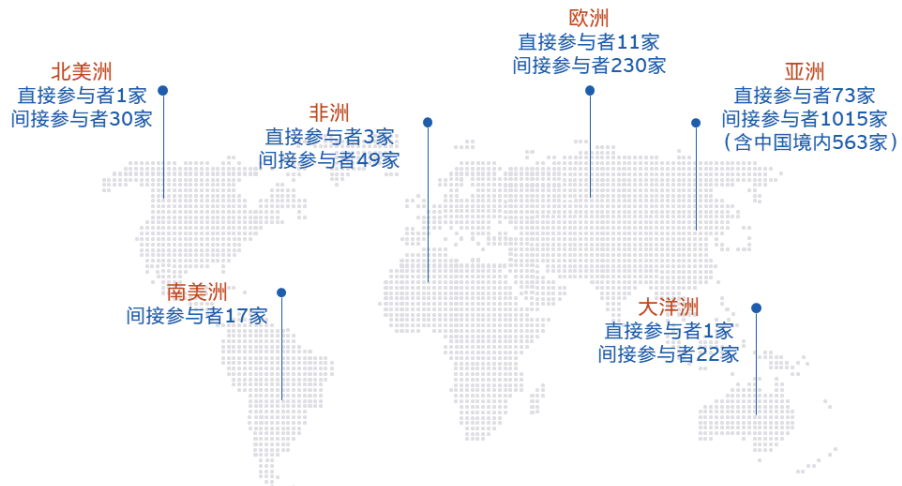 欧洲
直接参与者11家
间接参与者230家
北美洲
直接参与者1家
间接参与者30家
亚洲
直接参与者73家
间接参与者1015家
（含中国境内563家）
非洲
直接参与者3家
间接参与者49家
南美洲
间接参与者17家
大洋洲
直接参与者1家
间接参与者22家